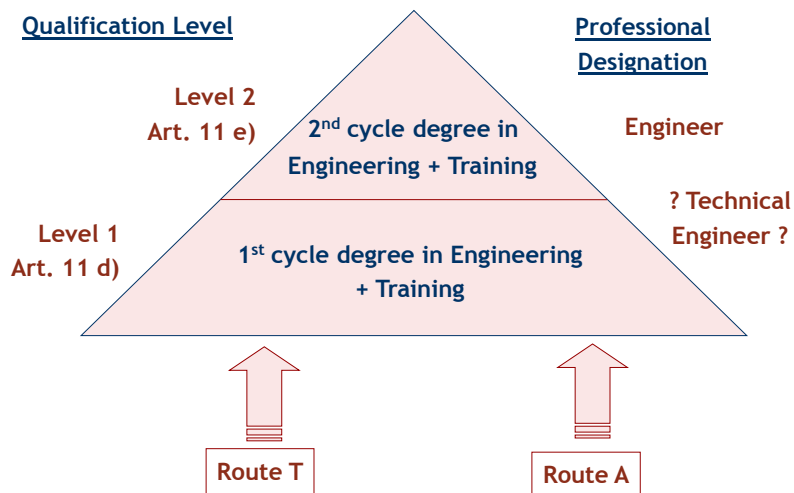 Qualification Level
Professional
Designation
Level 2
Art. 11 e)
2nd cycle degree in
Engineering + Training
Engineer
Level 1
Art. 11 d)
1st cycle degree in Engineering
+ Training
? Technical
Engineer ?
Route T
Route A